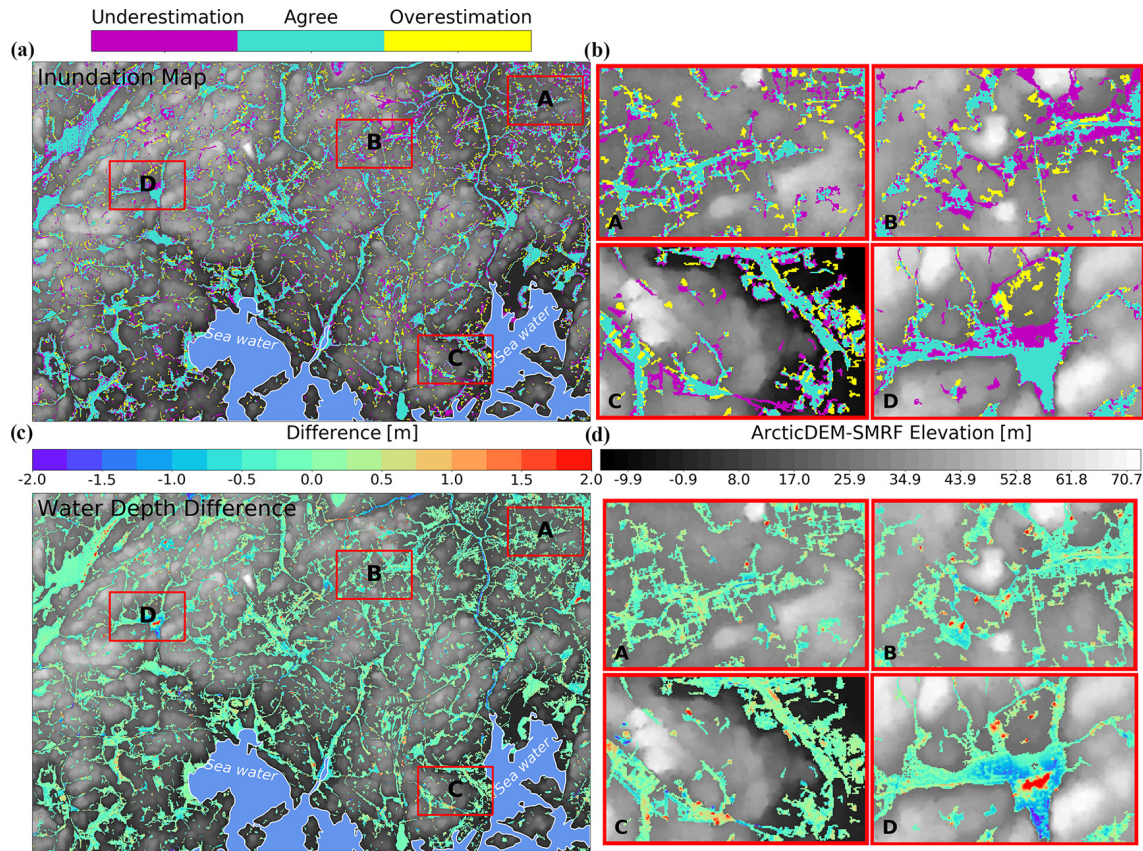 Underestimation Agree Overestimation
(a)
Inundation Map
A
B
D
C
Sea water
Sea water
(b)
A
B
C
D
(c)
Difference [m]
-2.0 -1.5 -1.0 -0.5 0.0 0.5 1.0 1.5 2.0
Water Depth Difference
A
B
D
C
Sea water
Sea water
(d)
ArcticDEM-SMRF Elevation [m]
-9.9 -0.9 8.0 17.0 25.9 34.9 43.9 52.8 61.8 70.7
A
B
C
D